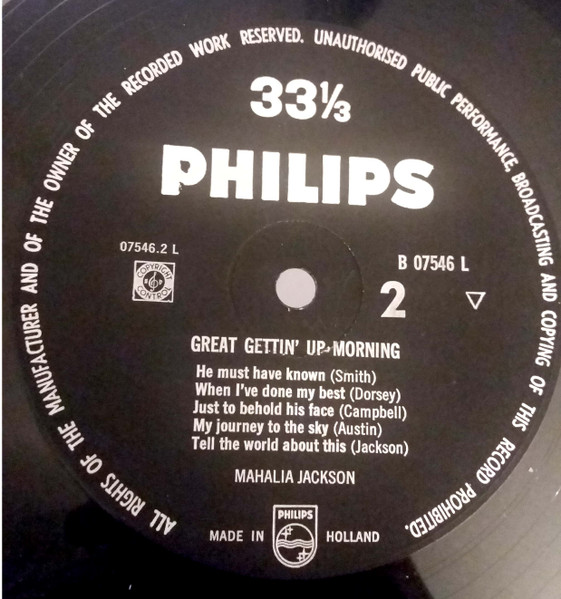 ALL RIGHTS OF THE MANUFACTURER AND OF THE OWNER OF THE RECORDED WORK RESERVED. UNAUTHORISED PUBLIC PERFORMANCE, BROADCASTING AND COPYING OF THIS RECORD PROHIBITED.
33⅓
PHILIPS
07546.2 L
B 07546 L
COPYRIGHT
CONTROL
2
GREAT GETTIN' UP MORNING
He must have known (Smith)
When I've done my best (Dorsey)
Just to behold his face (Campbell)
My journey to the sky (Austin)
Tell the world about this (Jackson)
MAHALIA JACKSON
PHILIPS
MADE IN HOLLAND